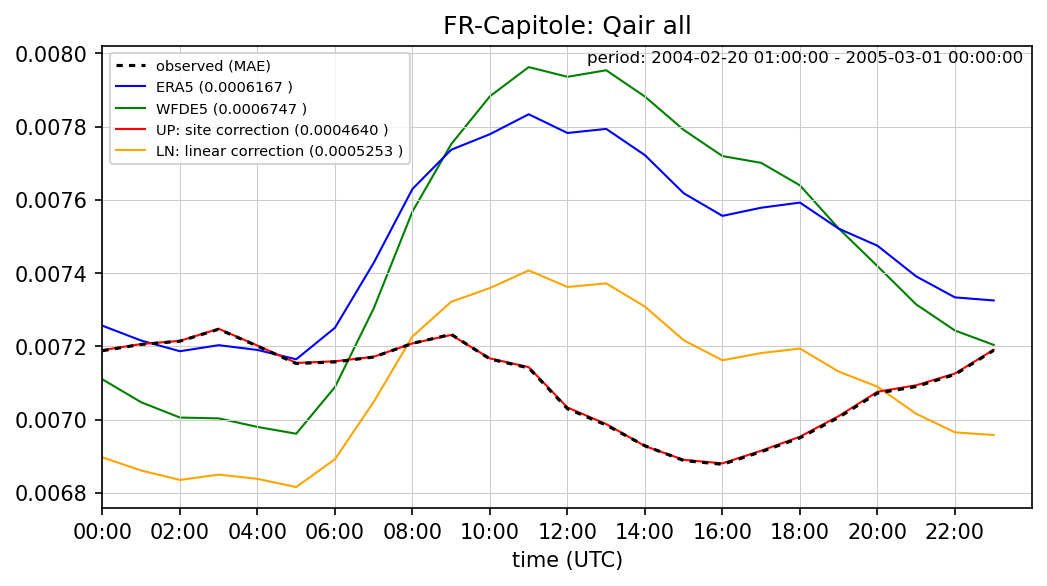 FR-Capitole: Qair all
period: 2004-02-20 01:00:00 - 2005-03-01 00:00:00
observed (MAE)
ERA5 (0.0006167 )
WFDE5 (0.0006747 )
UP: site correction (0.0004640 )
LN: linear correction (0.0005253 )
0.0080
0.0078
0.0076
0.0074
0.0072
0.0070
0.0068
00:00 02:00 04:00 06:00 08:00 10:00 12:00 14:00 16:00 18:00 20:00 22:00
time (UTC)